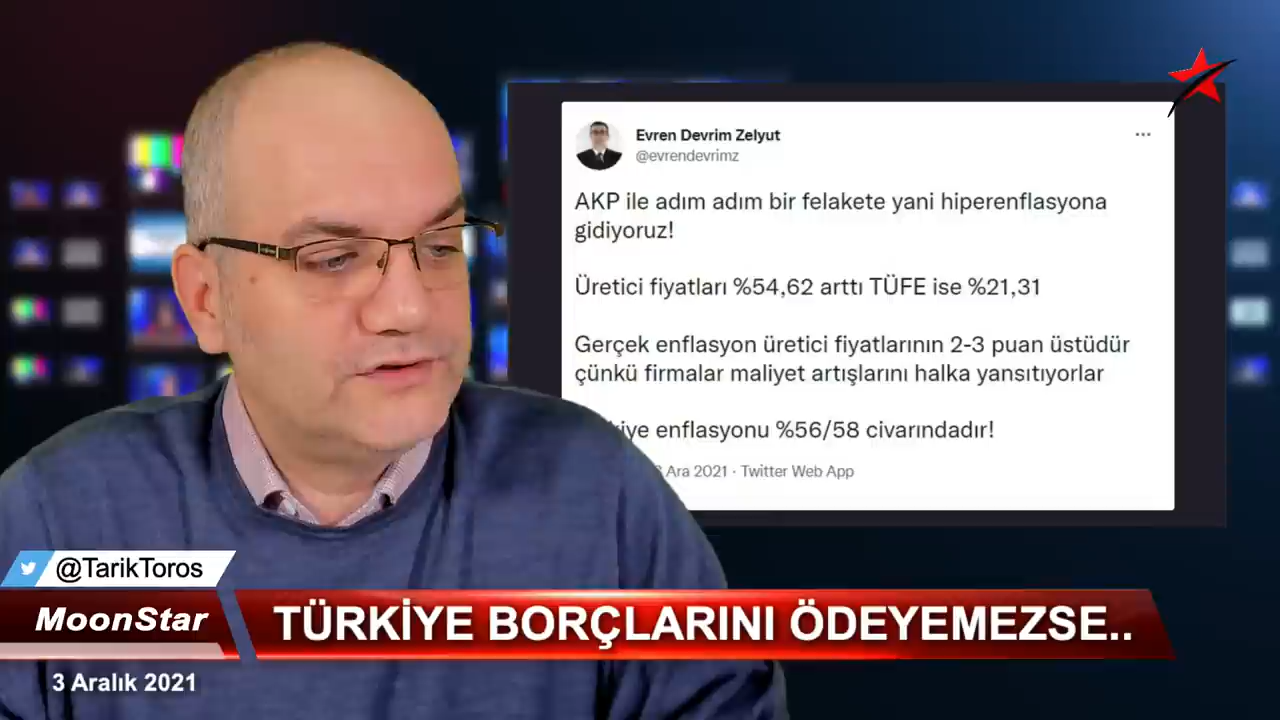 Evren Devrim Zelyut
@evrendevrimz
AKP ile adım adım bir felakete yani hiperenflasyona
gidiyoruz!
Üretici fiyatları %54,62 arttı TÜFE ise %21,31
Gerçek enflasyon üretici fiyatlarının 2-3 puan üstüdür
çünkü firmalar maliyet artışlarını halka yansıtıyorlar
enflasyonu %56/58 civarındadır!
Ara 2021 · Twitter Web App
@TarikToros
MoonStar
TÜRKİYE BORÇLARINI ÖDEYEMEZSE..
3 Aralık 2021